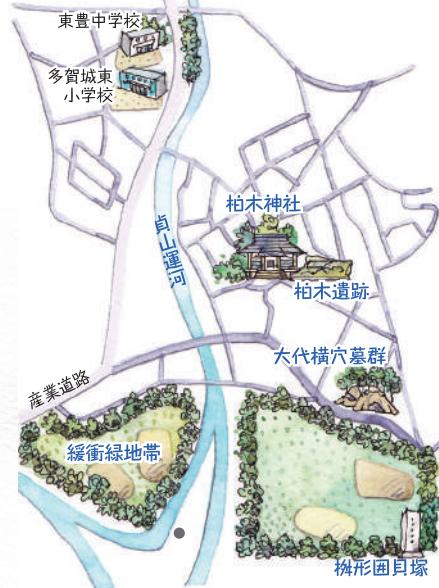 東豊中学校
多賀城東
小学校
柏木神社
貞山運河
柏木遺跡
大代横穴墓群
産業道路
緩衝緑地帯
桝形囲貝塚